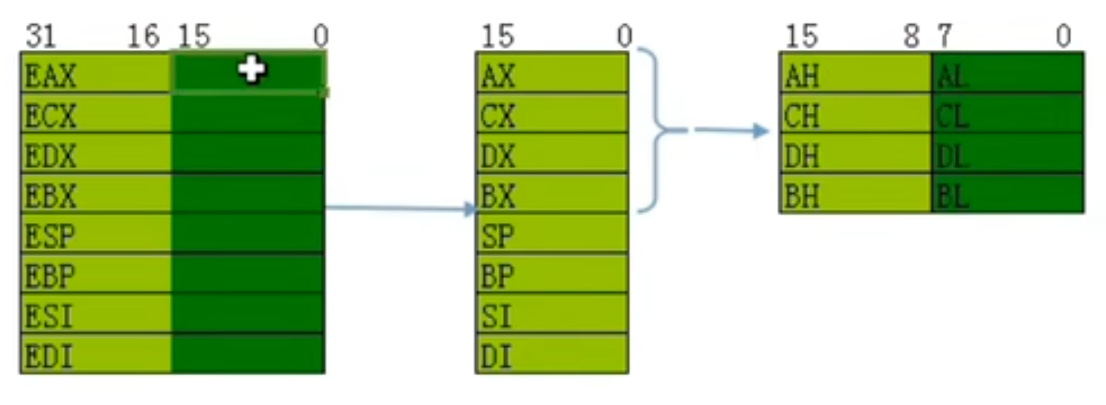 31 16 15 0 15 0 15 8 7 0
EAX AX AH AL
ECX CX CH CL
EDX DX DH DL
EBX BX BH BL
ESP SP
EBP BP
ESI SI
EDI DI